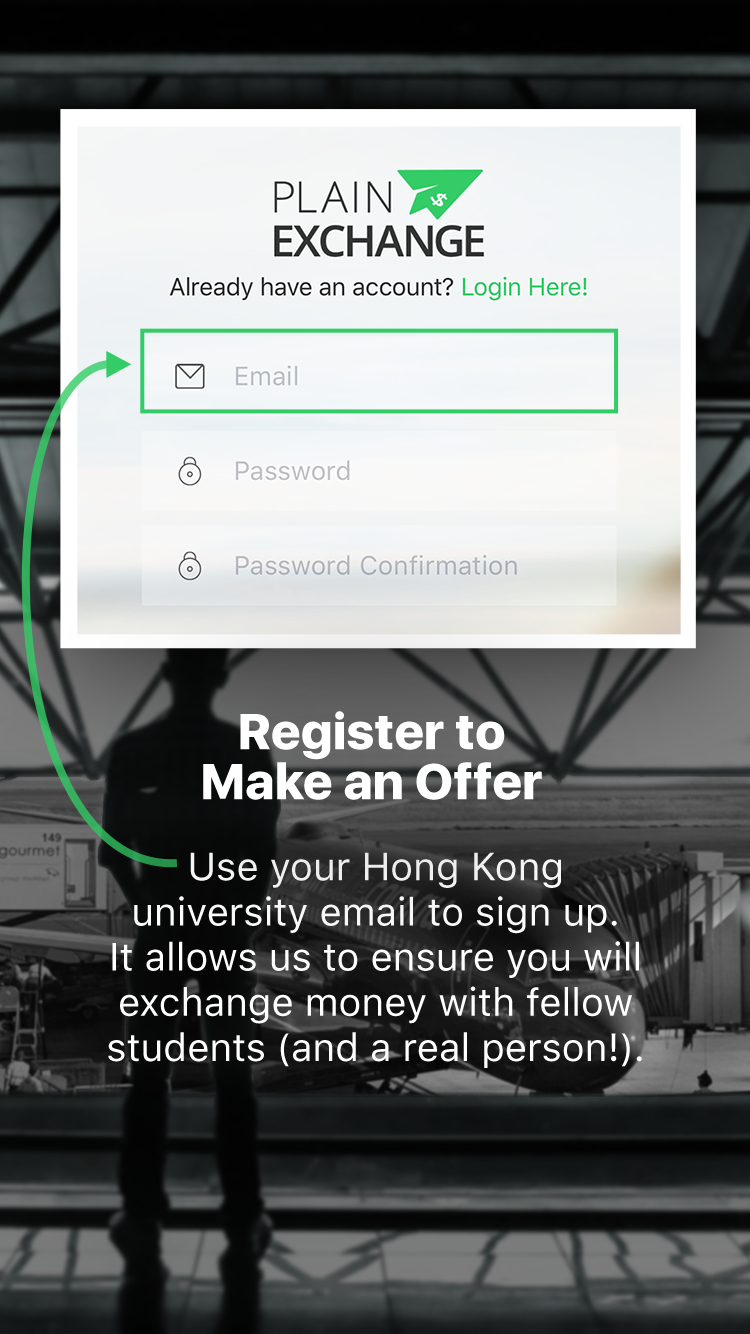 PLAIN
EXCHANGE
Already have an account? Login Here!
Email
Password
Password Confirmation
Register to
Make an Offer
149
gourmet
Use your Hong Kong
university email to sign up.
It allows us to ensure you will
exchange money with fellow
students (and a real person!).